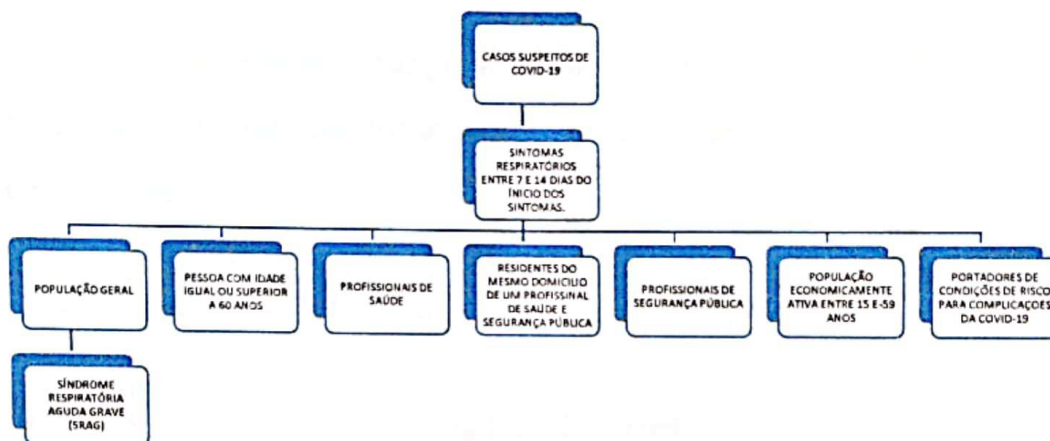 CASOS SUSPEITOS DE
COVID-19
SINTOMAS
RESPIRATÓRIOS
ENTRE 7 E 14 DIAS DO
ÍNICIO DOS
SINTOMAS.
POPULAÇÃO GERAL
PESSOA COM IDADE
IGUAL OU SUPERIOR
A 60 ANOS
PROFISSIONAIS DE
SAÚDE
RESIDENTES DO
MESMO DOMICILIO
DE UM PROFISSINAL
DE SAÚDE E
SEGURANÇA PÚBLICA
PROFISSIONAIS DE
SEGURANÇA PÚBLICA
POPULAÇÃO
ECONOMICAMENTE
ATIVA ENTRE 15 E-59
ANOS
PORTADORES DE
CONDIÇÕES DE RISCO
PARA COMPLICAÇÕES
DA COVID-19
SÍNDROME
RESPIRATÓRIA
AGUDA GRAVE
(SRAG)